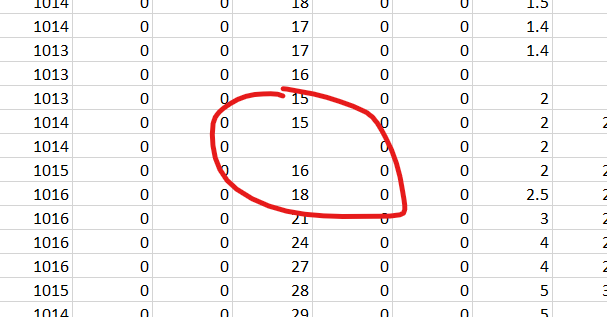 1014 0 0 18 0 0 1.5
1014 0 0 17 0 0 1.4
1013 0 0 17 0 0 1.4
1013 0 0 16 0 0
1013 0 0 15 0 0 2
1014 0 0 15 0 0 2 2
1014 0 0 0 0 2
1015 0 0 16 0 0 2 2
1016 0 0 18 0 0 2.5 2
1016 0 0 21 0 0 3 2
1016 0 0 24 0 0 4 2
1016 0 0 27 0 0 4 2
1015 0 0 28 0 0 5 3
1014 0 0 29 0 0 5